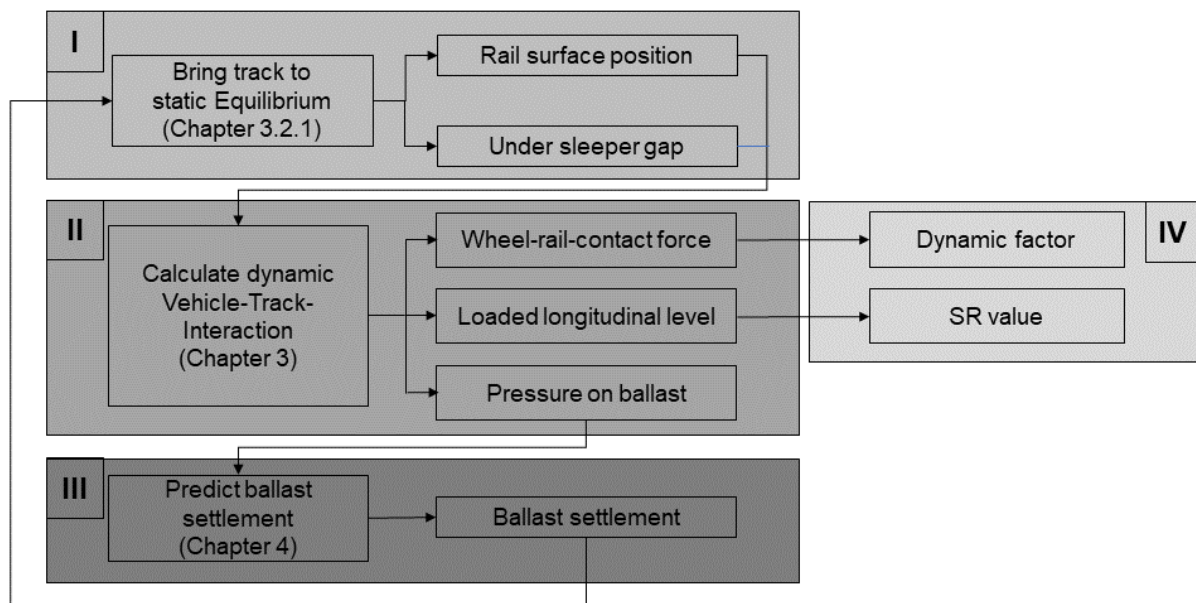 I
Bring track to
static Equilibrium
(Chapter 3.2.1)
Rail surface position
Under sleeper gap
II
Calculate dynamic
Vehicle-Track-
Interaction
(Chapter 3)
Wheel-rail-contact force
Loaded longitudinal level
Pressure on ballast
IV
Dynamic factor
SR value
III
Predict ballast
settlement
(Chapter 4)
Ballast settlement